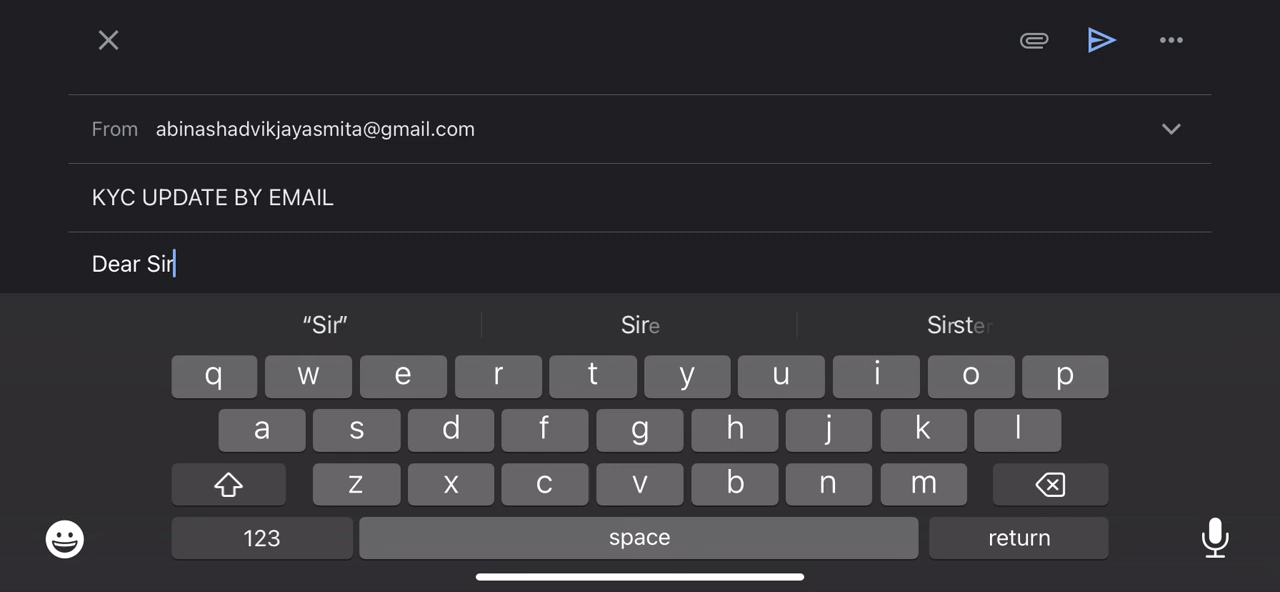 From abinashadvikjayasmita@gmail.com
KYC UPDATE BY EMAIL
Dear Sir
“Sir” Sire Sirster
q w e r t y u i o p
a s d f g h j k l
z x c v b n m
123 space return